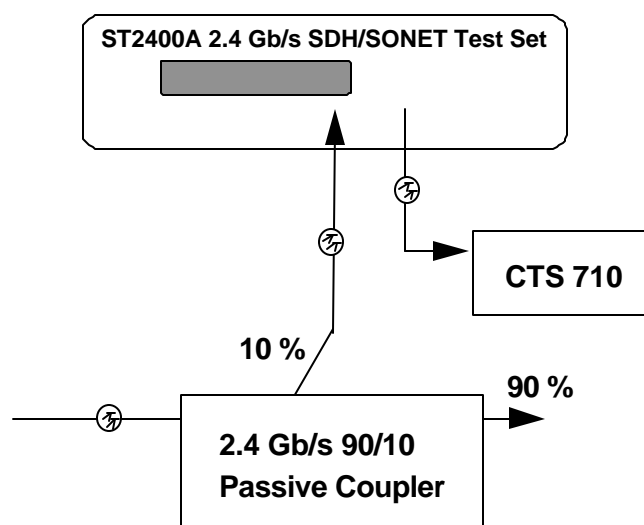 ST2400A 2.4 Gb/s SDH/SONET Test Set
CTS 710
10 %
90 %
2.4 Gb/s 90/10
Passive Coupler